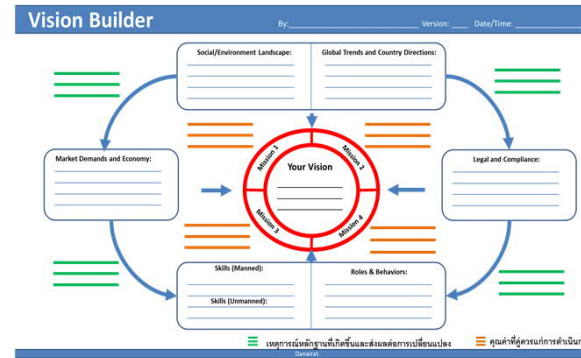 Vision Builder
By:
Version:
Date/Time:
Social/Environment Landscape:
Global Trends and Country Directions:
Market Demands and Economy:
Mission 1
Mission 2
Your Vision
Legal and Compliance:
Mission 3
Mission 4
Skills (Manned):
Roles & Behaviors:
Skills (Unmanned):
เหตุการณ์หลักฐานที่เกิดขึ้นและส่งผลต่อการเปลี่ยนแปลง
คุณค่าที่คู่ควรแก่การดำเนินก
Danairat